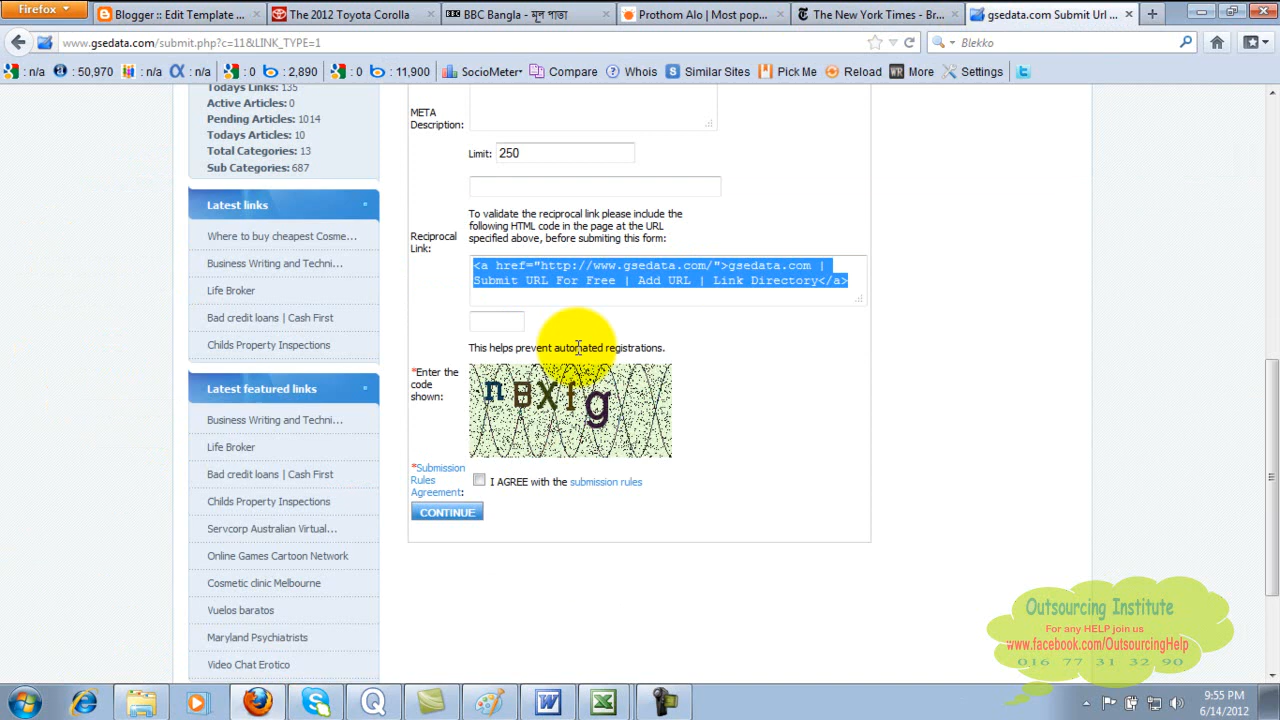 Firefox
Blogger :: Edit Template ...
The 2012 Toyota Corolla
BBC Bangla - মূল পাতা
Prothom Alo | Most pop...
The New York Times - Br...
gsedata.com Submit Url ...
www.gsedata.com/submit.php?c=11&LINK_TYPE=1
Blekko
: n/a : 50,970 : n/a : n/a : 0 : 2,890 : 0 : 11,900 SocioMeter Compare Whois Similar Sites Pick Me Reload More Settings
Todays Links: 135
Active Articles: 0
Pending Articles: 1014
Todays Articles: 10
Total Categories: 13
Sub Categories: 687
Latest links
Where to buy cheapest Cosme...
Business Writing and Techni...
Life Broker
Bad credit loans | Cash First
Childs Property Inspections
Latest featured links
Business Writing and Techni...
Life Broker
Bad credit loans | Cash First
Childs Property Inspections
Servcorp Australian Virtual...
Online Games Cartoon Network
Cosmetic clinic Melbourne
Vuelos baratos
Maryland Psychiatrists
Video Chat Erotico
META
Description:
Limit: 250
To validate the reciprocal link please include the
following HTML code in the page at the URL
specified above, before submiting this form:
Reciprocal
Link:
<a href="http://www.gsedata.com/">gsedata.com |
Submit URL For Free | Add URL | Link Directory</a>
This helps prevent automated registrations.
*Enter the
code
shown:
nBXfg
*Submission
Rules
Agreement:
I AGREE with the submission rules
CONTINUE
Outsourcing Institute
For any HELP join us
www.facebook.com/OutsourcingHelp
016 77 31 32 90
9:55 PM
6/14/2012